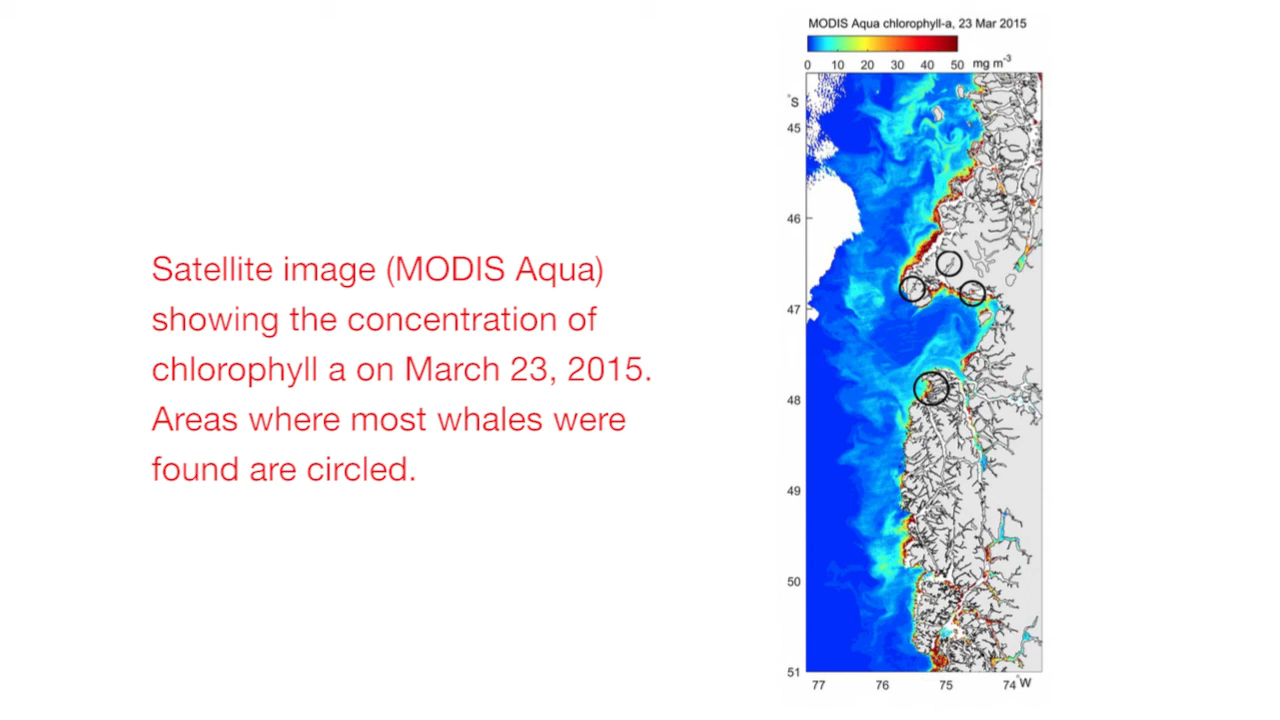 Satellite image (MODIS Aqua)
showing the concentration of
chlorophyll a on March 23, 2015.
Areas where most whales were
found are circled.
MODIS Aqua chlorophyll-a, 23 Mar 2015
0 10 20 30 40 50 mg m⁻³
°S
45
46
47
48
49
50
51
77 76 75 74 °W